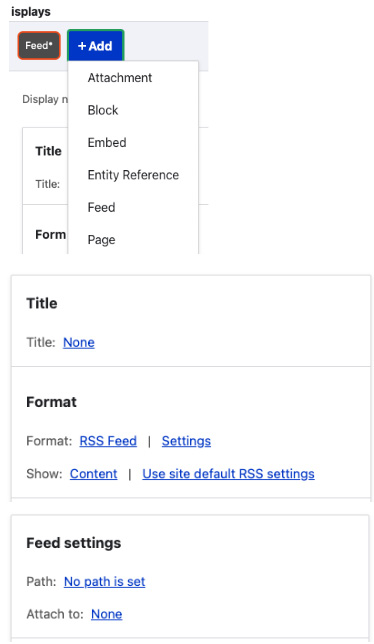 isplays
Feed* +Add
Attachment
Display n
Block
Embed
Title
Entity Reference
Title:
Feed
Form
Page
Title
Title: None
Format
Format: RSS Feed | Settings
Show: Content | Use site default RSS settings
Feed settings
Path: No path is set
Attach to: None